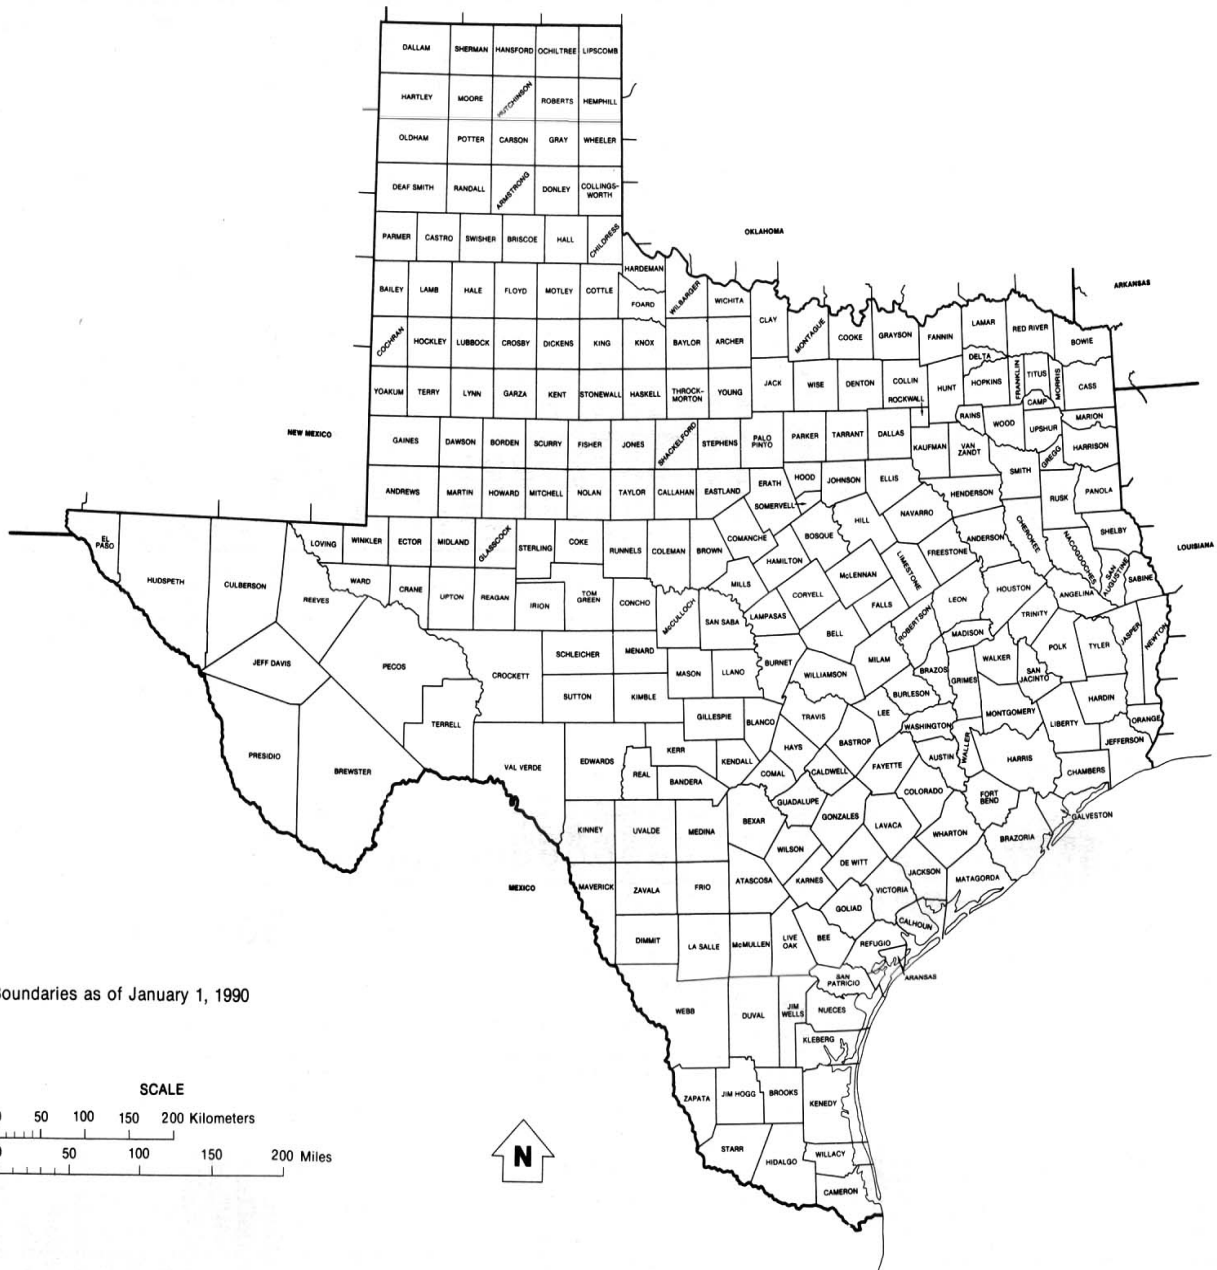 DALLAM SHERMAN HANSFORD OCHILTREE LIPSCOMB
HARTLEY MOORE HUTCHINSON ROBERTS HEMPHILL
OLDHAM POTTER CARSON GRAY WHEELER
DEAF SMITH RANDALL ARMSTRONG DONLEY COLLINGS-
WORTH
PARMER CASTRO SWISHER BRISCOE HALL CHILDRESS
OKLAHOMA
HARDEMAN
ARKANSAS
BAILEY LAMB HALE FLOYD MOTLEY COTTLE FOARD WILBARGER WICHITA
CLAY MONTAGUE COOKE GRAYSON FANNIN LAMAR RED RIVER BOWIE
COCHRAN HOCKLEY LUBBOCK CROSBY DICKENS KING KNOX BAYLOR ARCHER
DELTA
YOAKUM TERRY LYNN GARZA KENT STONEWALL HASKELL THROCK-
MORTON YOUNG
JACK WISE DENTON COLLIN HUNT HOPKINS FRANKLIN TITUS MORRIS CASS
ROCKWALL
CAMP
RAINS WOOD UPSHUR MARION
NEW MEXICO
GAINES DAWSON BORDEN SCURRY FISHER JONES SHACKELFORD STEPHENS PALO
PINTO PARKER TARRANT DALLAS KAUFMAN VAN
ZANDT SMITH GREGG HARRISON
ANDREWS MARTIN HOWARD MITCHELL NOLAN TAYLOR CALLAHAN EASTLAND ERATH HOOD JOHNSON ELLIS HENDERSON RUSK PANOLA
SOMERVELL
EL
PASO
HUDSPETH
CULBERSON
REEVES
LOVING WINKLER ECTOR MIDLAND GLASSCOCK STERLING COKE RUNNELS COLEMAN BROWN COMANCHE BOSQUE HILL NAVARRO
ANDERSON CHEROKEE NACOGDOCHES SHELBY
LOUISIANA
HAMILTON McLENNAN LIMESTONE FREESTONE
SAN
AUGUSTINE SABINE
WARD CRANE UPTON REAGAN IRION TOM
GREEN CONCHO McCULLOCH SAN SABA MILLS LAMPASAS CORYELL FALLS LEON HOUSTON ANGELINA
TRINITY
BELL ROBERTSON MADISON JASPER NEWTON
JEFF DAVIS PECOS CROCKETT SCHLEICHER MENARD MASON LLANO BURNET WILLIAMSON MILAM BRAZOS GRIMES WALKER SAN
JACINTO POLK TYLER
TERRELL SUTTON KIMBLE GILLESPIE BLANCO TRAVIS LEE BURLESON WASHINGTON MONTGOMERY LIBERTY HARDIN ORANGE
PRESIDIO BREWSTER VAL VERDE EDWARDS REAL KERR BANDERA KENDALL HAYS COMAL CALDWELL BASTROP FAYETTE AUSTIN WALLER HARRIS CHAMBERS JEFFERSON
KINNEY UVALDE MEDINA BEXAR GUADALUPE GONZALES LAVACA COLORADO FORT
BEND
WHARTON BRAZORIA GALVESTON
MEXICO
MAVERICK ZAVALA FRIO ATASCOSA WILSON KARNES DE WITT JACKSON MATAGORDA
VICTORIA
GOLIAD CALHOUN
DIMMIT LA SALLE McMULLEN LIVE
OAK BEE REFUGIO
SAN
PATRICIO ARANSAS
WEBB DUVAL JIM
WELLS NUECES
KLEBERG
ZAPATA JIM HOGG BROOKS KENEDY
STARR HIDALGO WILLACY
CAMERON
oundaries as of January 1, 1990
SCALE
0 50 100 150 200 Kilometers
0 50 100 150 200 Miles
N